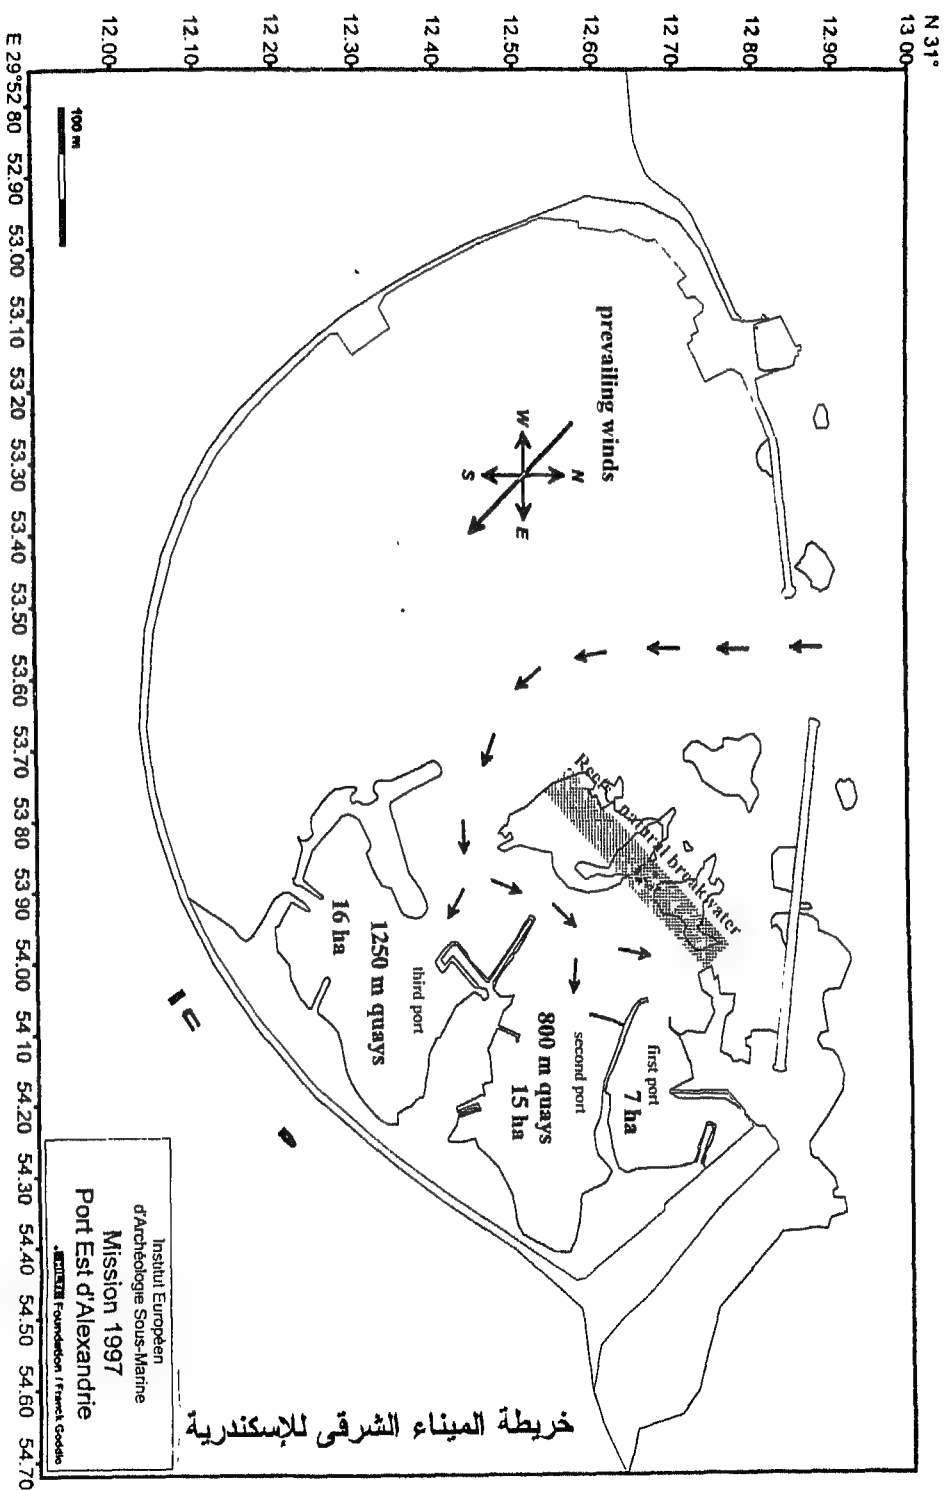 N 31°
13 00
12.90
12 80
12 70
12.60
12.50
12 40
12.30
12.20
12.10
12.00
E 29°52 80
52.90
53.00
53.10
53.20
53.30
53.40
53.50
53.60
53.70
53 80
53.90
54.00
54.10
54.20
54.30
54.40
54.50
54.60
54.70
100 m
prevailing winds
N
W
E
S
natural breakwater
first port
7 ha
second port
800 m quays
15 ha
third port
1250 m quays
16 ha
Institut Européen
d'Archéologie Sous-Marine
Mission 1997
Port Est d'Alexandrie
Foundation / Franck Goddio
خريطة الميناء الشرقى للإسكندرية